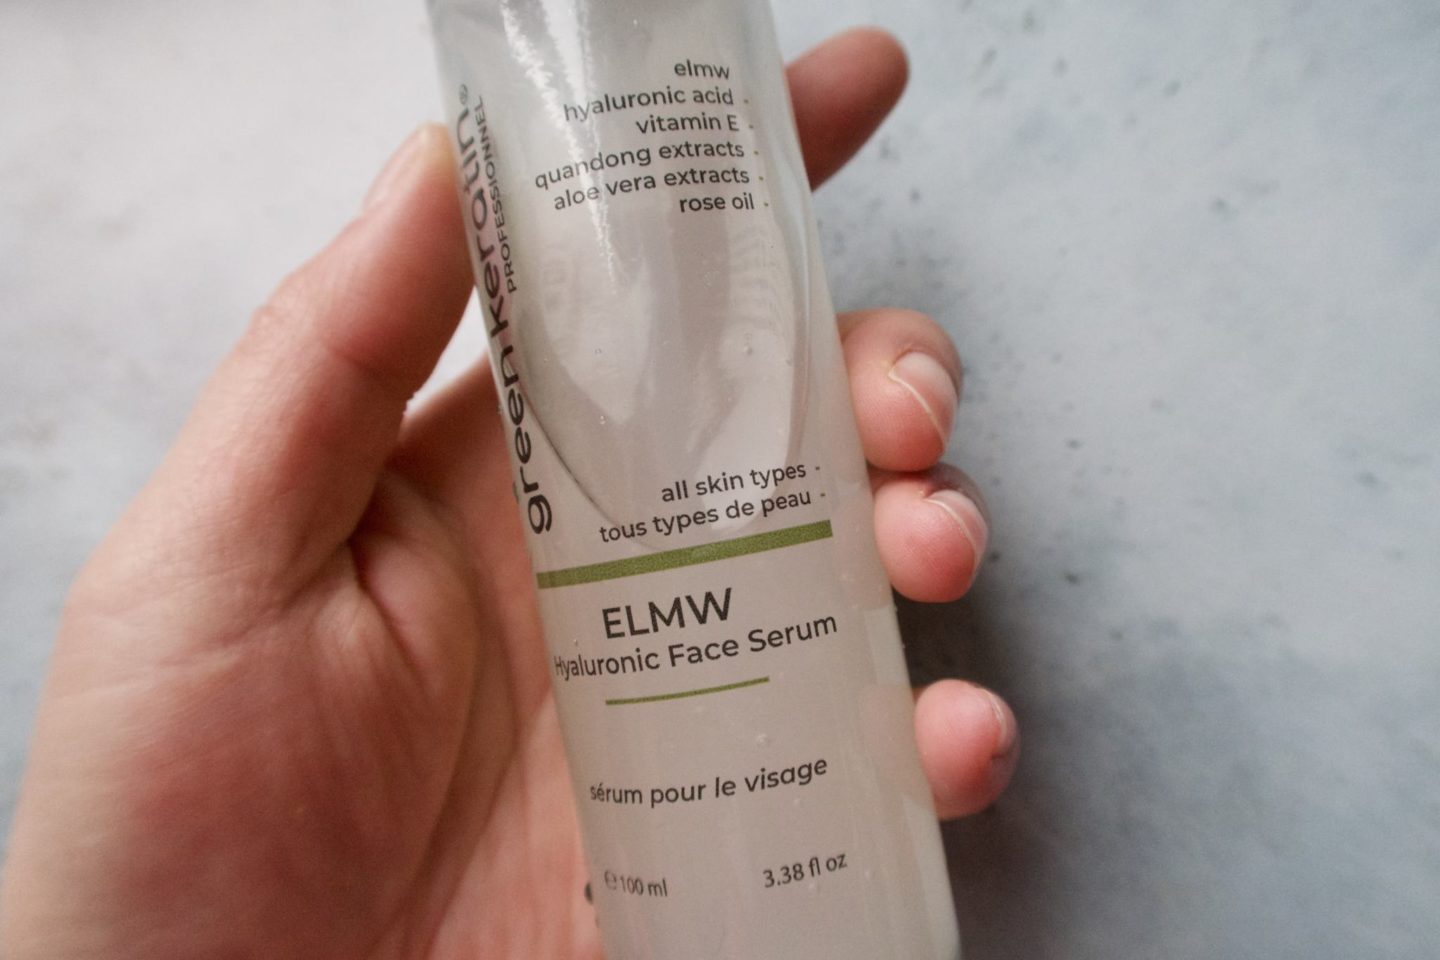 green keratin®
PROFESSIONNEL
elmw
hyaluronic acid -
vitamin E -
quandong extracts -
aloe vera extracts -
rose oil -
all skin types -
tous types de peau -
ELMW
Hyaluronic Face Serum
sérum pour le visage
℮ 100 ml 3.38 fl oz